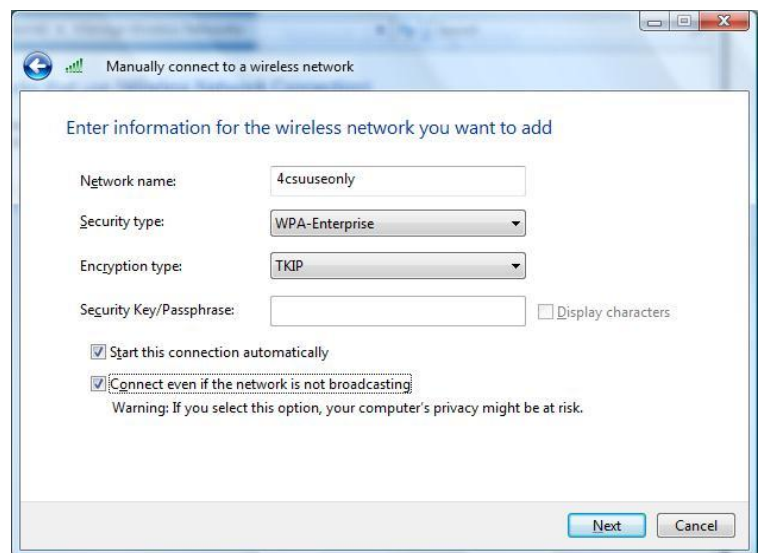 Manually connect to a wireless network
Enter information for the wireless network you want to add
Network name: 4csuuseonly
Security type: WPA-Enterprise
Encryption type: TKIP
Security Key/Passphrase: Display characters
Start this connection automatically
Connect even if the network is not broadcasting
Warning: If you select this option, your computer's privacy might be at risk.
Next Cancel